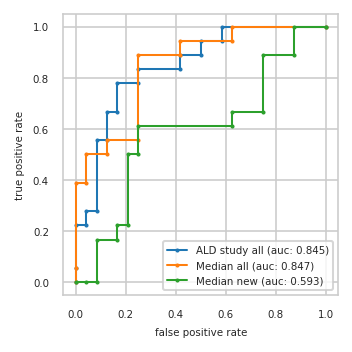 1.0
0.8
0.6
0.4
0.2
0.0
true positive rate
0.0 0.2 0.4 0.6 0.8 1.0
false positive rate
ALD study all (auc: 0.845)
Median all (auc: 0.847)
Median new (auc: 0.593)